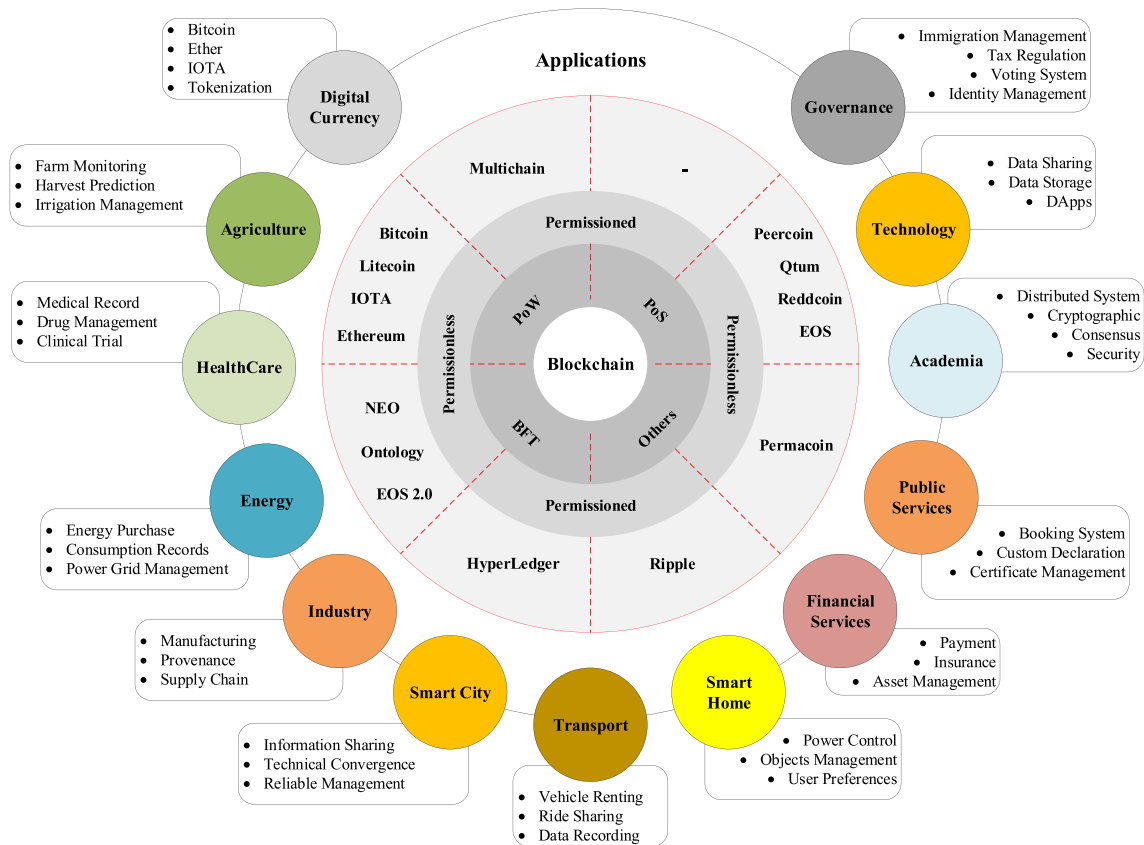 Applications
Digital
Currency
• Bitcoin
• Ether
• IOTA
• Tokenization
Agriculture
• Farm Monitoring
• Harvest Prediction
• Irrigation Management
HealthCare
• Medical Record
• Drug Management
• Clinical Trial
Energy
• Energy Purchase
• Consumption Records
• Power Grid Management
Industry
• Manufacturing
• Provenance
• Supply Chain
Smart City
• Information Sharing
• Technical Convergence
• Reliable Management
Transport
• Vehicle Renting
• Ride Sharing
• Data Recording
Smart
Home
• Power Control
• Objects Management
• User Preferences
Financial
Services
• Payment
• Insurance
• Asset Management
Public
Services
• Booking System
• Custom Declaration
• Certificate Management
Academia
• Distributed System
• Cryptographic
• Consensus
• Security
Technology
• Data Sharing
• Data Storage
• DApps
Governance
• Immigration Management
• Tax Regulation
• Voting System
• Identity Management
Blockchain
PoW
PoS
BFT
Others
Permissioned
Permissionless
Permissionless
Permissioned
Multichain
-
Bitcoin
Litecoin
IOTA
Ethereum
Peercoin
Qtum
Reddcoin
EOS
NEO
Ontology
EOS 2.0
Permacoin
HyperLedger
Ripple